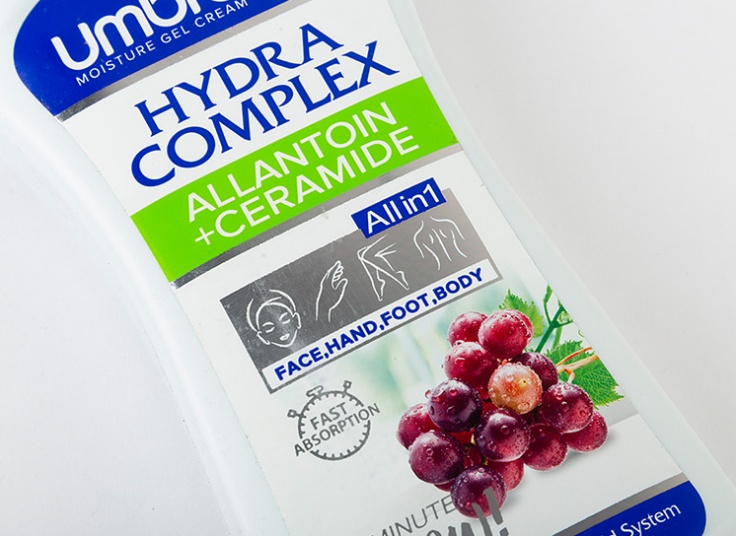 MOISTURE GEL CREAM
HYDRA
COMPLEX
ALLANTOIN
+CERAMIDE
All in1
FACE,HAND,FOOT,BODY
FAST
ABSORPTION
MINUTE
System